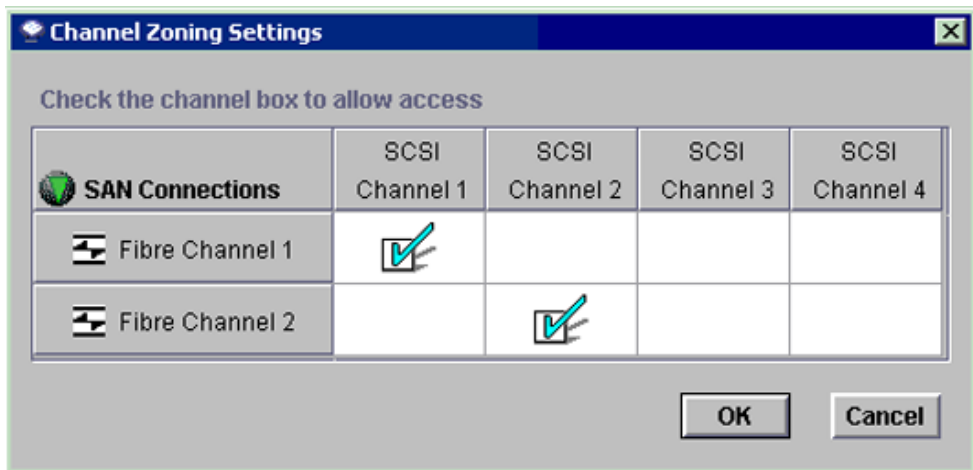 Channel Zoning Settings
Check the channel box to allow access
SAN Connections
SCSI
Channel 1
SCSI
Channel 2
SCSI
Channel 3
SCSI
Channel 4
Fibre Channel 1
Fibre Channel 2
OK
Cancel